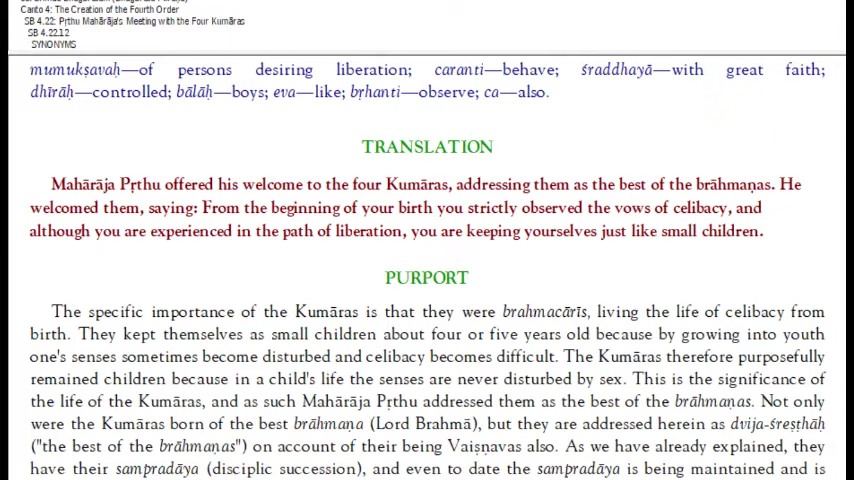 Canto 4: The Creation of the Fourth Order
SB 4.22: Pṛthu Mahārāja's Meeting with the Four Kumāras
SB 4.22.12
SYNONYMS
mumukṣavaḥ—of persons desiring liberation; caranti—behave; śraddhayā—with great faith;
dhīrāḥ—controlled; bālāḥ—boys; eva—like; bṛhanti—observe; ca—also.
TRANSLATION
Mahārāja Pṛthu offered his welcome to the four Kumāras, addressing them as the best of the brāhmaṇas. He
welcomed them, saying: From the beginning of your birth you strictly observed the vows of celibacy, and
although you are experienced in the path of liberation, you are keeping yourselves just like small children.
PURPORT
The specific importance of the Kumāras is that they were brahmacārīs, living the life of celibacy from
birth. They kept themselves as small children about four or five years old because by growing into youth
one's senses sometimes become disturbed and celibacy becomes difficult. The Kumāras therefore purposefully
remained children because in a child's life the senses are never disturbed by sex. This is the significance of
the life of the Kumāras, and as such Mahārāja Pṛthu addressed them as the best of the brāhmaṇas. Not only
were the Kumāras born of the best brāhmaṇa (Lord Brahmā), but they are addressed herein as dvija-śreṣṭhāḥ
("the best of the brāhmaṇas") on account of their being Vaiṣṇavas also. As we have already explained, they
have their sampradāya (disciplic succession), and even to date the sampradāya is being maintained and is